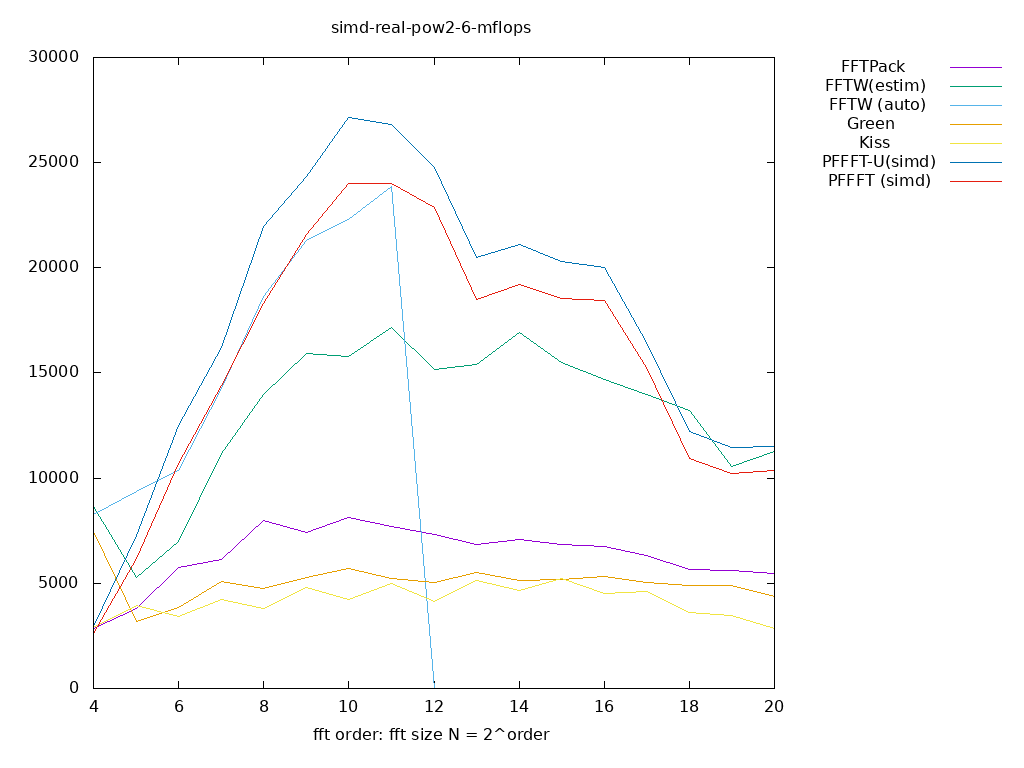 simd-real-pow2-6-mflops
30000
25000
20000
15000
10000
5000
0
4 6 8 10 12 14 16 18 20
fft order: fft size N = 2^order
FFTPack
FFTW(estim)
FFTW (auto)
Green
Kiss
PFFFT-U(simd)
PFFFT (simd)